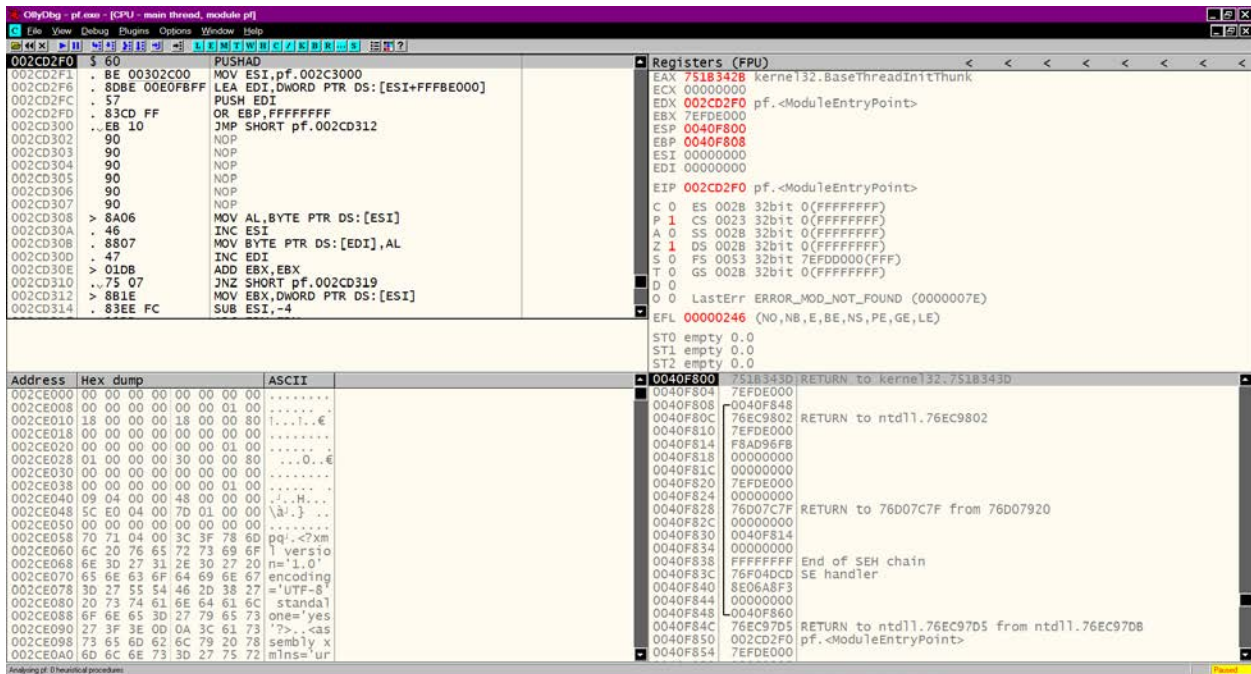 OllyDbg - pf.exe - [CPU - main thread, module pf]
C File View Debug Plugins Options Window Help
L E M T W H C / K B R ... S ?
002CD2F0 $ 60 PUSHAD
002CD2F1 . BE 00302C00 MOV ESI,pf.002C3000
002CD2F6 . 8DBE 00E0FBFF LEA EDI,DWORD PTR DS:[ESI+FFFBE000]
002CD2FC . 57 PUSH EDI
002CD2FD . 83CD FF OR EBP,FFFFFFFF
002CD300 . EB 10 JMP SHORT pf.002CD312
002CD302 90 NOP
002CD303 90 NOP
002CD304 90 NOP
002CD305 90 NOP
002CD306 90 NOP
002CD307 90 NOP
002CD308 > 8A06 MOV AL,BYTE PTR DS:[ESI]
002CD30A . 46 INC ESI
002CD30B . 8807 MOV BYTE PTR DS:[EDI],AL
002CD30D . 47 INC EDI
002CD30E > 01DB ADD EBX,EBX
002CD310 . 75 07 JNZ SHORT pf.002CD319
002CD312 > 8B1E MOV EBX,DWORD PTR DS:[ESI]
002CD314 . 83EE FC SUB ESI,-4
Registers (FPU) < < < < < < < <
EAX 751B342B kernel32.BaseThreadInitThunk
ECX 00000000
EDX 002CD2F0 pf.<ModuleEntryPoint>
EBX 7EFDE000
ESP 0040F800
EBP 0040F808
ESI 00000000
EDI 00000000
EIP 002CD2F0 pf.<ModuleEntryPoint>
C 0 ES 002B 32bit 0(FFFFFFFF)
P 1 CS 0023 32bit 0(FFFFFFFF)
A 0 SS 002B 32bit 0(FFFFFFFF)
Z 1 DS 002B 32bit 0(FFFFFFFF)
S 0 FS 0053 32bit 7EFDD000(FFF)
T 0 GS 002B 32bit 0(FFFFFFFF)
D 0
O 0 LastErr ERROR_MOD_NOT_FOUND (0000007E)
EFL 00000246 (NO,NB,E,BE,NS,PE,GE,LE)
ST0 empty 0.0
ST1 empty 0.0
ST2 empty 0.0
Address Hex dump ASCII
002CE000 00 00 00 00 00 00 00 00 ........
002CE008 00 00 00 00 00 00 01 00 ...... .
002CE010 18 00 00 00 18 00 00 80 ↑...↑..€
002CE018 00 00 00 00 00 00 00 00 ........
002CE020 00 00 00 00 00 00 01 00 ...... .
002CE028 01 00 00 00 30 00 00 80 ...0..€
002CE030 00 00 00 00 00 00 00 00 ........
002CE038 00 00 00 00 00 00 01 00 ...... .
002CE040 09 04 00 00 48 00 00 00 ..H...
002CE048 5C E0 04 00 7D 01 00 00 \à.} ..
002CE050 00 00 00 00 00 00 00 00 ........
002CE058 70 71 04 00 3C 3F 78 6D pq.<?xm
002CE060 6C 20 76 65 72 73 69 6F l versio
002CE068 6E 3D 27 31 2E 30 27 20 n='1.0'
002CE070 65 6E 63 6F 64 69 6E 67 encoding
002CE078 3D 27 55 54 46 2D 38 27 ='UTF-8'
002CE080 20 73 74 61 6E 64 61 6C standal
002CE088 6F 6E 65 3D 27 79 65 73 one='yes
002CE090 27 3F 3E 0D 0A 3C 61 73 '?>..<as
002CE098 73 65 6D 62 6C 79 20 78 sembly x
002CE0A0 6D 6C 6E 73 3D 27 75 72 mlns='ur
0040F800 751B343D RETURN to kernel32.751B343D
0040F804 7EFDE000
0040F808 0040F848
0040F80C 76EC9802 RETURN to ntdll.76EC9802
0040F810 7EFDE000
0040F814 F8AD96FB
0040F818 00000000
0040F81C 00000000
0040F820 7EFDE000
0040F824 00000000
0040F828 76D07C7F RETURN to 76D07C7F from 76D07920
0040F82C 00000000
0040F830 0040F814
0040F834 00000000
0040F838 FFFFFFFF End of SEH chain
0040F83C 76F04DCD SE handler
0040F840 8E06A8F3
0040F844 00000000
0040F848 0040F860
0040F84C 76EC97D5 RETURN to ntdll.76EC97D5 from ntdll.76EC97DB
0040F850 002CD2F0 pf.<ModuleEntryPoint>
0040F854 7EFDE000
Analysing pf: 0 heuristical procedures
Paused